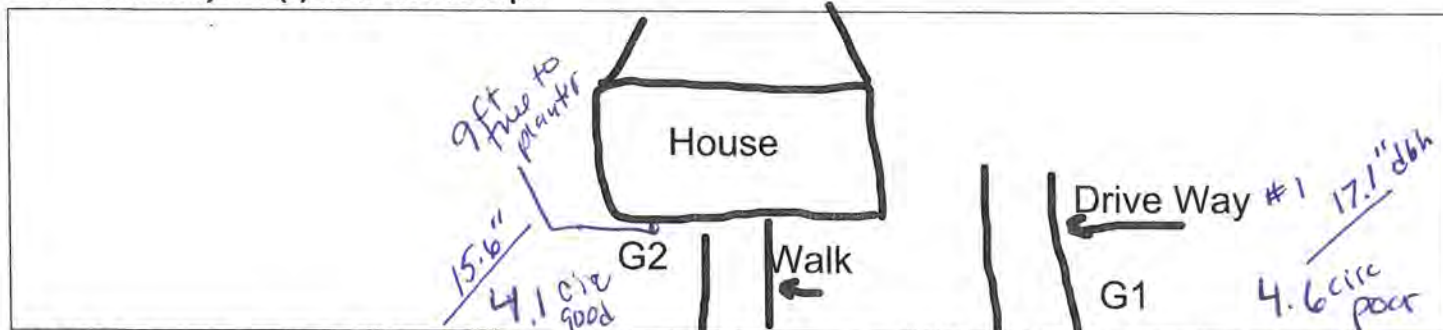 9ft
tree to
planter
House
Drive Way #1
17.1" dbh
G2
Walk
15.6"
4.1 circ
good
G1
4.6 circ
poor